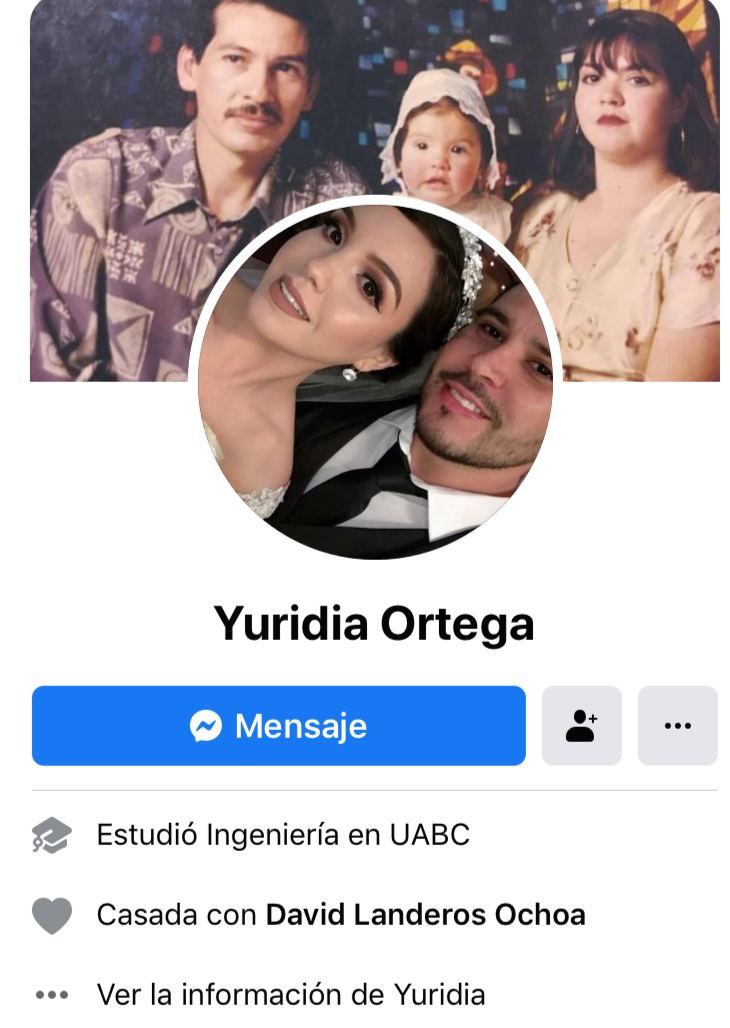 Yuridia Ortega
Mensaje
Estudió Ingeniería en UABC
Casada con David Landeros Ochoa
Ver la información de Yuridia